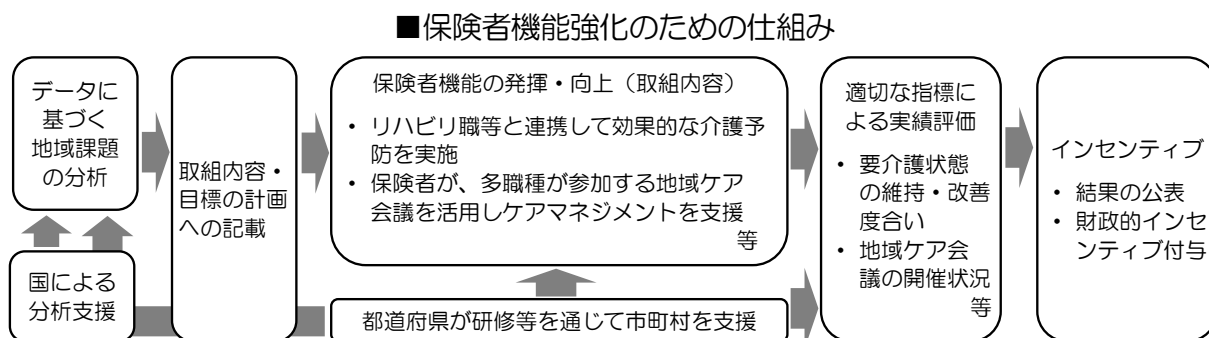 ■保険者機能強化のための仕組み
データに
基づく
地域課題
の分析
国による
分析支援
取組内容・
目標の計画
への記載
保険者機能の発揮・向上（取組内容）
• リハビリ職等と連携して効果的な介護予
防を実施
• 保険者が、多職種が参加する地域ケア
会議を活用しケアマネジメントを支援
等
都道府県が研修等を通じて市町村を支援
適切な指標に
よる実績評価
• 要介護状態
の維持・改善
度合い
• 地域ケア会
議の開催状況
等
インセンティブ
• 結果の公表
• 財政的インセ
ンティブ付与